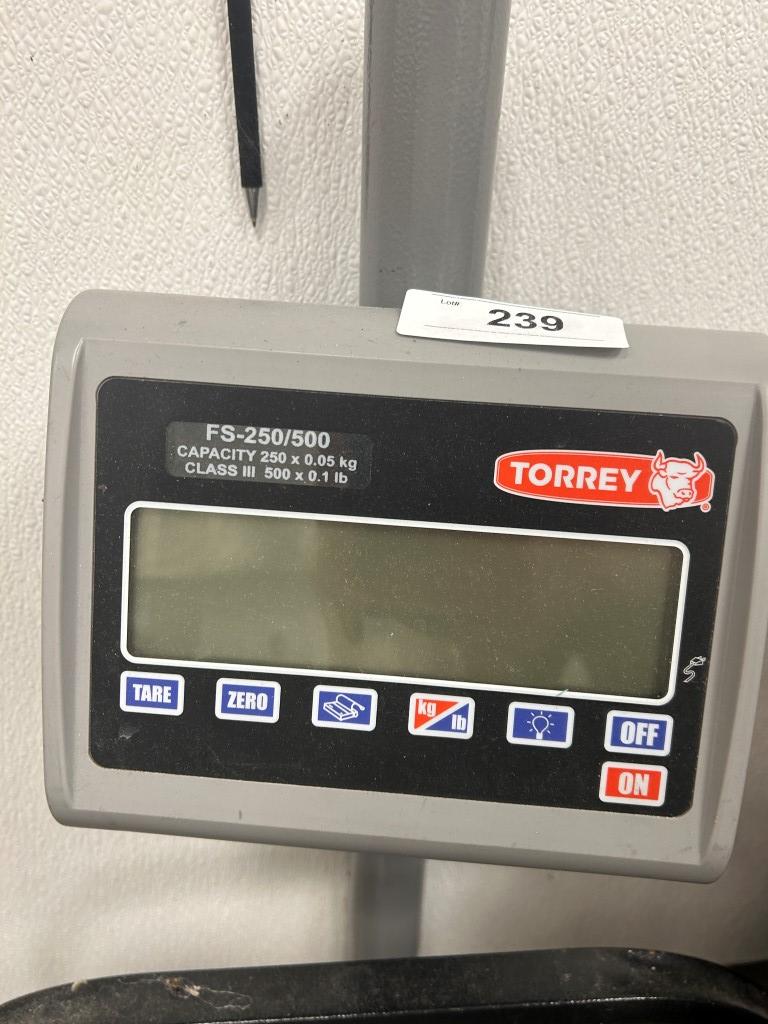 Lot# 239
FS-250/500
CAPACITY 250 x 0.05 kg
CLASS III 500 x 0.1 lb
TORREY ®
TARE ZERO kg lb OFF
ON